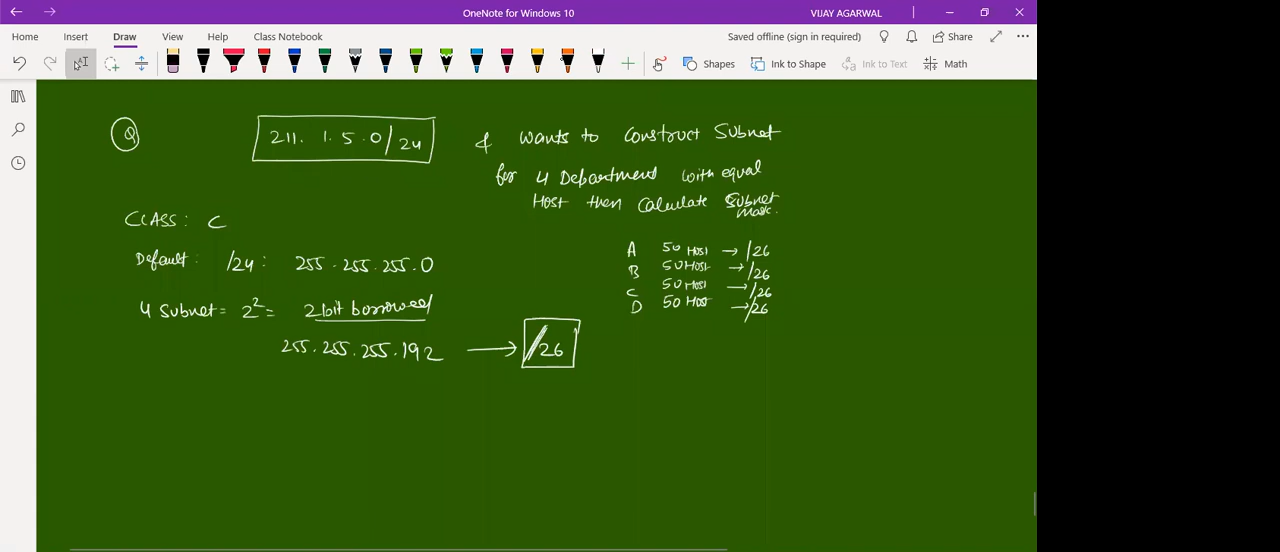 OneNote for Windows 10
VIJAY AGARWAL
Home Insert Draw View Help Class Notebook
Saved offline (sign in required) Share
Shapes Ink to Shape Ink to Text Math
Q 211. 1. 5. 0/24 & wants to construct Subnet
for 4 Department with equal
Host then calculate Subnet
mask.
CLASS: C
Default: /24: 255.255.255.0
4 Subnet = 2² = 2 bit borrowed
255.255.255.192 → /26
A 50 Host → /26
B 50 Host → /26
C 50 Host → /26
D 50 Host → /26